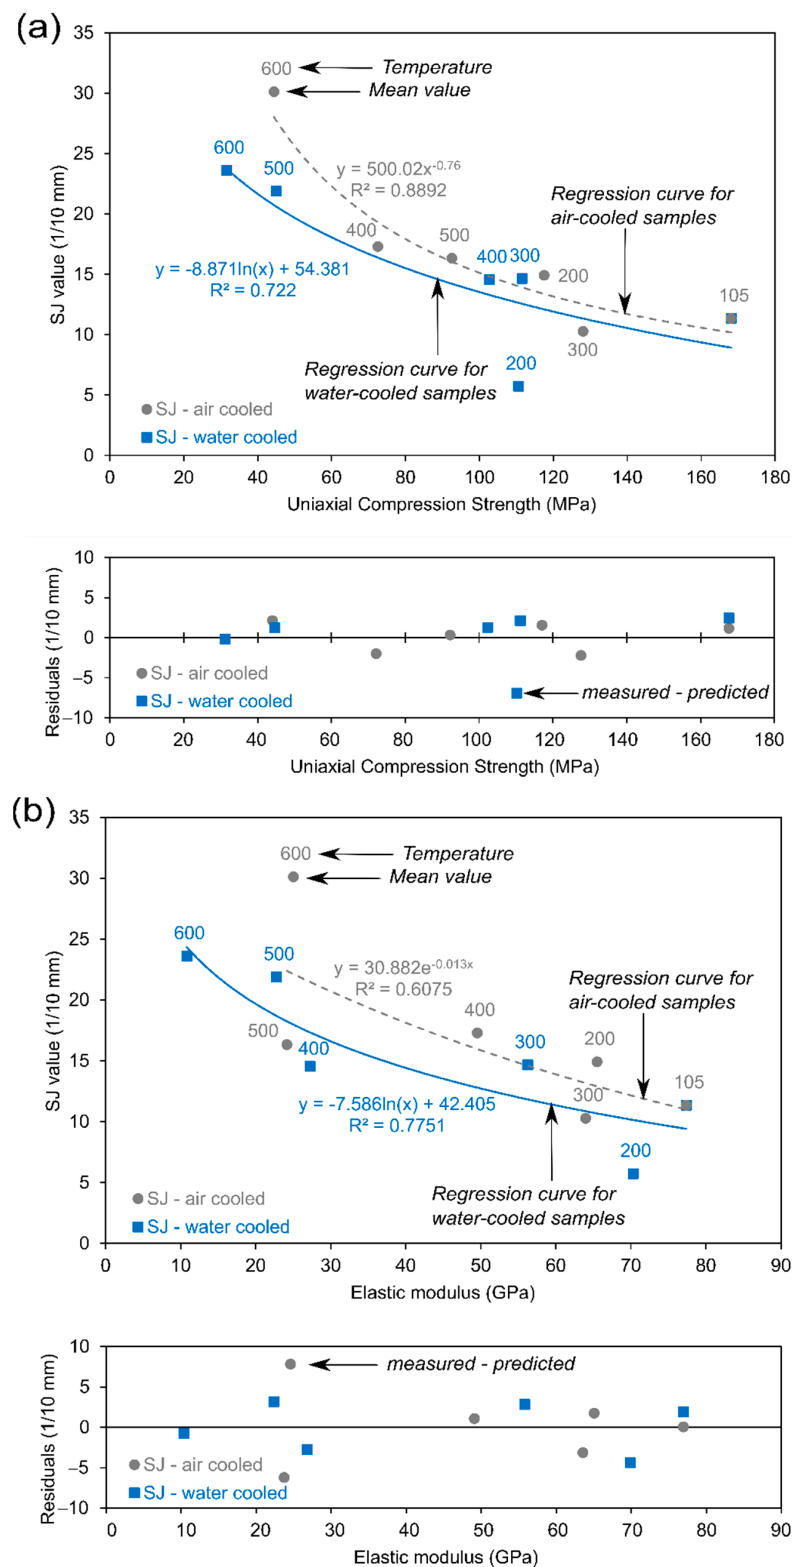 (a)
35
30
25
20
15
10
5
0
SJ value (1/10 mm)
600
Temperature
Mean value
600
500
y = 500.02x^-0.76
R² = 0.8892
Regression curve for
air-cooled samples
400
500
400
300
200
105
y = -8.871ln(x) + 54.381
R² = 0.722
300
Regression curve for
water-cooled samples
200
SJ - air cooled
SJ - water cooled
0 20 40 60 80 100 120 140 160 180
Uniaxial Compression Strength (MPa)
10
5
0
−5
−10
Residuals (1/10 mm)
SJ - air cooled
SJ - water cooled
measured - predicted
0 20 40 60 80 100 120 140 160 180
Uniaxial Compression Strength (MPa)
(b)
35
30
25
20
15
10
5
0
SJ value (1/10 mm)
600
Temperature
Mean value
600
500
y = 30.882e^-0.013x
R² = 0.6075
Regression curve for
air-cooled samples
400
500
400
300
200
105
300
y = -7.586ln(x) + 42.405
R² = 0.7751
200
Regression curve for
water-cooled samples
SJ - air cooled
SJ - water cooled
0 10 20 30 40 50 60 70 80 90
Elastic modulus (GPa)
10
5
0
−5
−10
Residuals (1/10 mm)
measured - predicted
SJ - air cooled
SJ - water cooled
0 10 20 30 40 50 60 70 80 90
Elastic modulus (GPa)